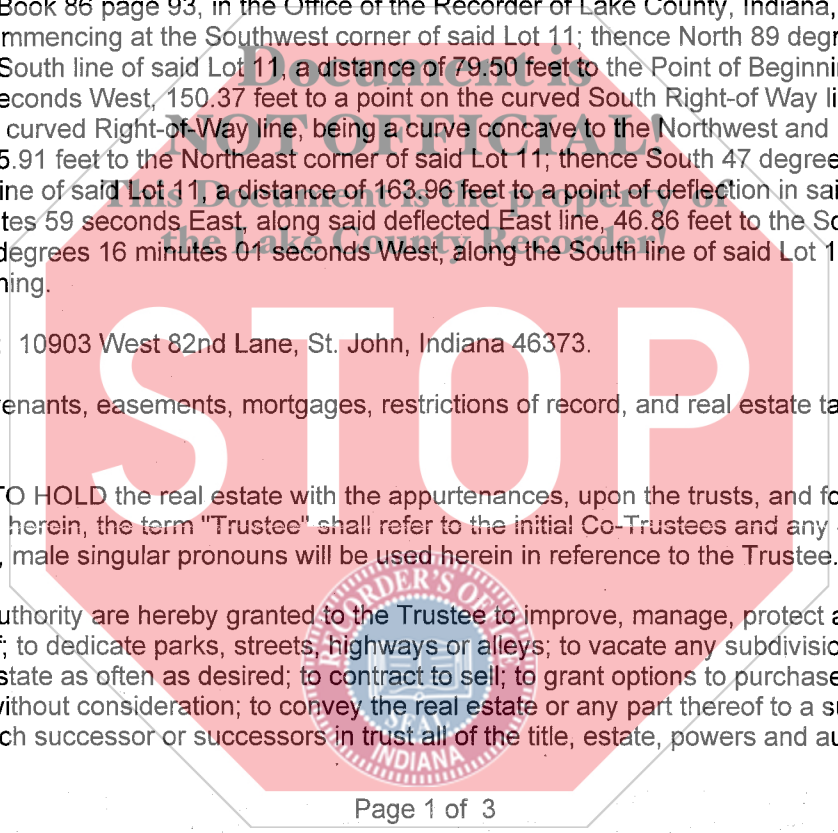 Book 86 page 93, in the Office of the Recorder of Lake County, Indiana,
mmencing at the Southwest corner of said Lot 11; thence North 89 degr
South line of said Lot 11, a distance of 79.50 feet to the Point of Beginni
econds West, 150.37 feet to a point on the curved South Right-of Way li
curved Right-of-Way line, being a curve concave to the Northwest and
5.91 feet to the Northeast corner of said Lot 11; thence South 47 degree
ine of said Lot 11, a distance of 163.96 feet to a point of deflection in sai
tes 59 seconds East, along said deflected East line, 46.86 feet to the So
degrees 16 minutes 01 seconds West, along the South line of said Lot 1
ning.
: 10903 West 82nd Lane, St. John, Indiana 46373.
enants, easements, mortgages, restrictions of record, and real estate ta
TO HOLD the real estate with the appurtenances, upon the trusts, and fo
herein, the term "Trustee" shall refer to the initial Co-Trustees and any
, male singular pronouns will be used herein in reference to the Trustee.
uthority are hereby granted to the Trustee to improve, manage, protect a
f; to dedicate parks, streets, highways or alleys; to vacate any subdivisio
state as often as desired; to contract to sell; to grant options to purchase
vithout consideration; to convey the real estate or any part thereof to a su
ch successor or successors in trust all of the title, estate, powers and au
Page 1 of 3
Document is
NOT OFFICIAL!
This Document is the property of
the Lake County Recorder!
STOP
RECORDER'S OFFICE
SEAL
INDIANA